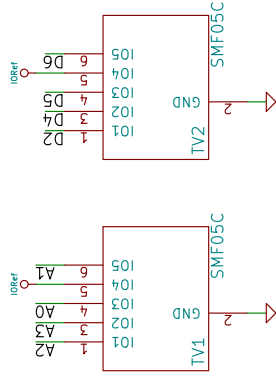 SMF05C
D6 6 IO5
IORef 5 IO4
D5 4 IO3
D4 3 IO2
D2 1 IO1
GND 2
TV2
SMF05C
A1 6 IO5
IORef 5 IO4
A0 4 IO3
A3 3 IO2
A2 1 IO1
GND 2
TV1